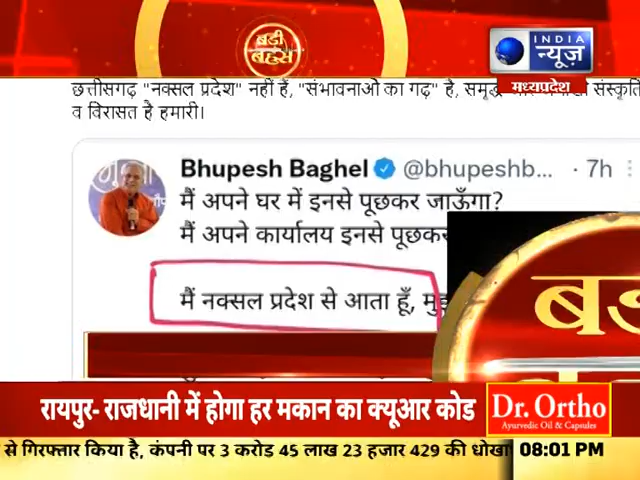 बड़ी
बहस
INDIA
न्यूज़
मध्यप्रदेश
छत्तीसगढ़ "नक्सल प्रदेश" नहीं हैं, "संभावनाओं का गढ़" है, समृद्ध संस्कृति
व विरासत है हमारी।
Bhupesh Baghel @bhupeshb... · 7h
मैं अपने घर में इनसे पूछकर जाऊँगा?
मैं अपने कार्यालय इनसे पूछकर
मैं नक्सल प्रदेश से आता हूँ,
रायपुर- राजधानी में होगा हर मकान का क्यूआर कोड
Dr. Ortho
Ayurvedic Oil & Capsules
से गिरफ्तार किया है, कंपनी पर 3 करोड़ 45 लाख 23 हजार 429 की
08:01 PM